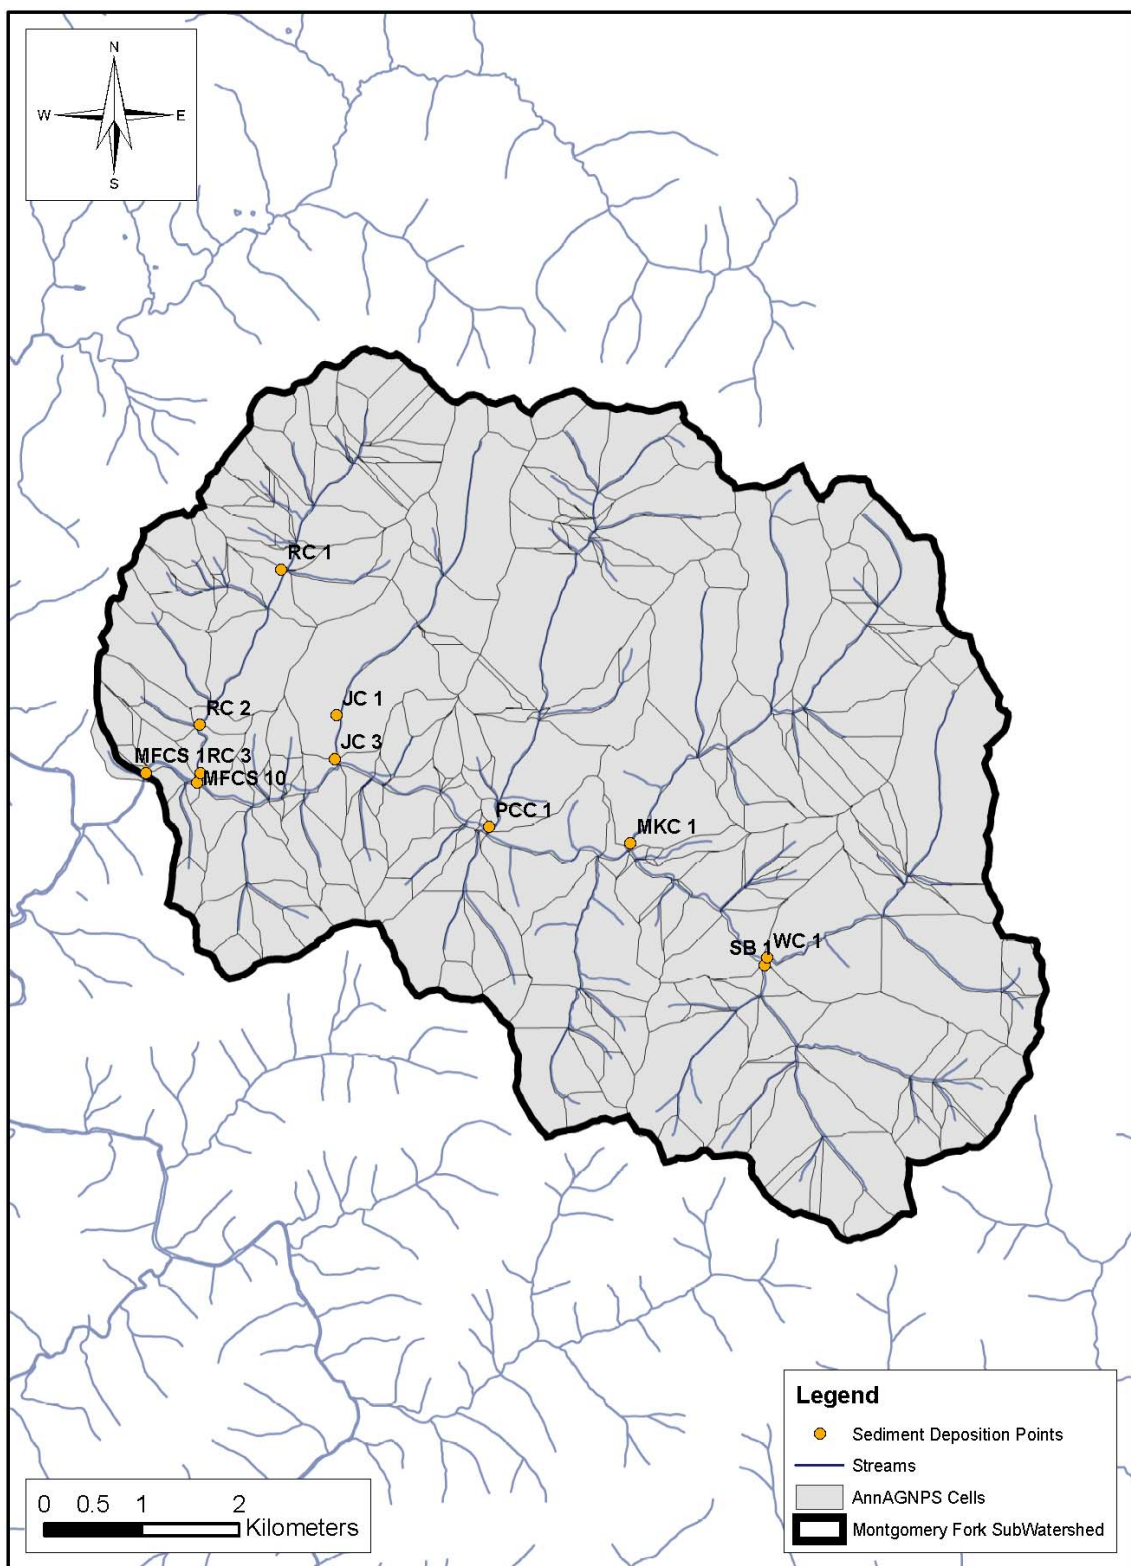 N
W E
S
RC 1
RC 2
JC 1
JC 3
MFCS 1 RC 3
MFCS 10
PCC 1
MKC 1
SB 1 WC 1
Legend
Sediment Deposition Points
Streams
AnnAGNPS Cells
Montgomery Fork SubWatershed
0 0.5 1 2
Kilometers